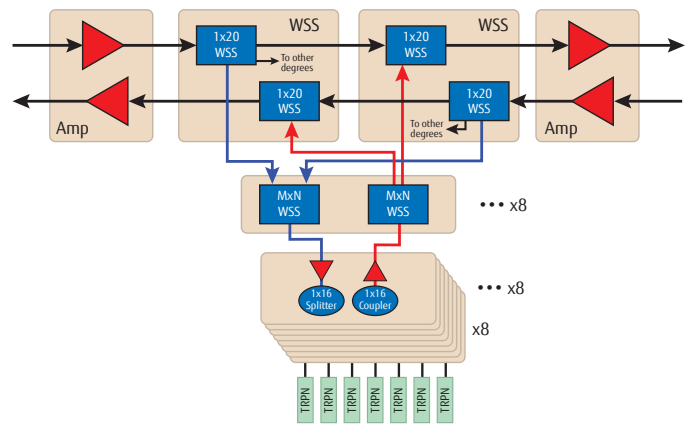 WSS
WSS
1x20
WSS
To other
degrees
1x20
WSS
1x20
WSS
1x20
WSS
To other
degrees
Amp
Amp
MxN
WSS
MxN
WSS
••• x8
1x16
Splitter
1x16
Coupler
••• x8
x8
TRPN
TRPN
TRPN
TRPN
TRPN
TRPN
TRPN